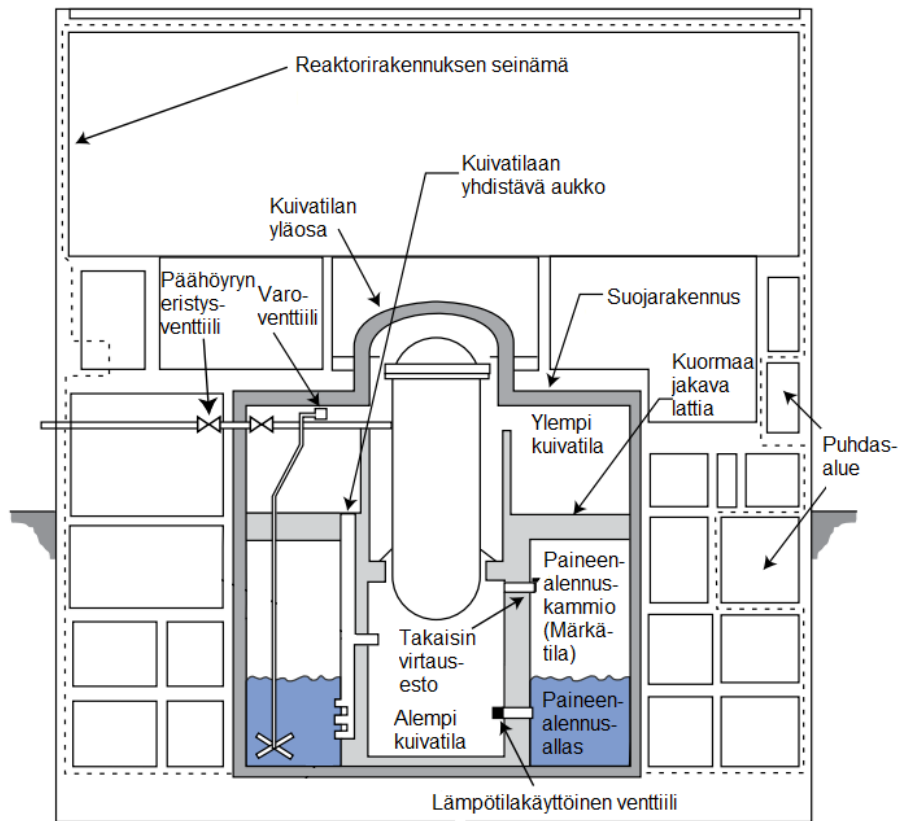 Reaktorirakennuksen seinämä
Kuivatilaan
yhdistävä aukko
Kuivatilan
yläosa
Päähöyryn
eristys-
venttiili
Varo-
venttiili
Suojarakennus
Kuormaa
jakava
lattia
Ylempi
kuivatila
Puhdas-
alue
Paineen-
alennus-
kammio
(Märkä-
tila)
Takaisin
virtaus-
esto
Alempi
kuivatila
Paineen-
alennus-
allas
Lämpötilakäyttöinen venttiili